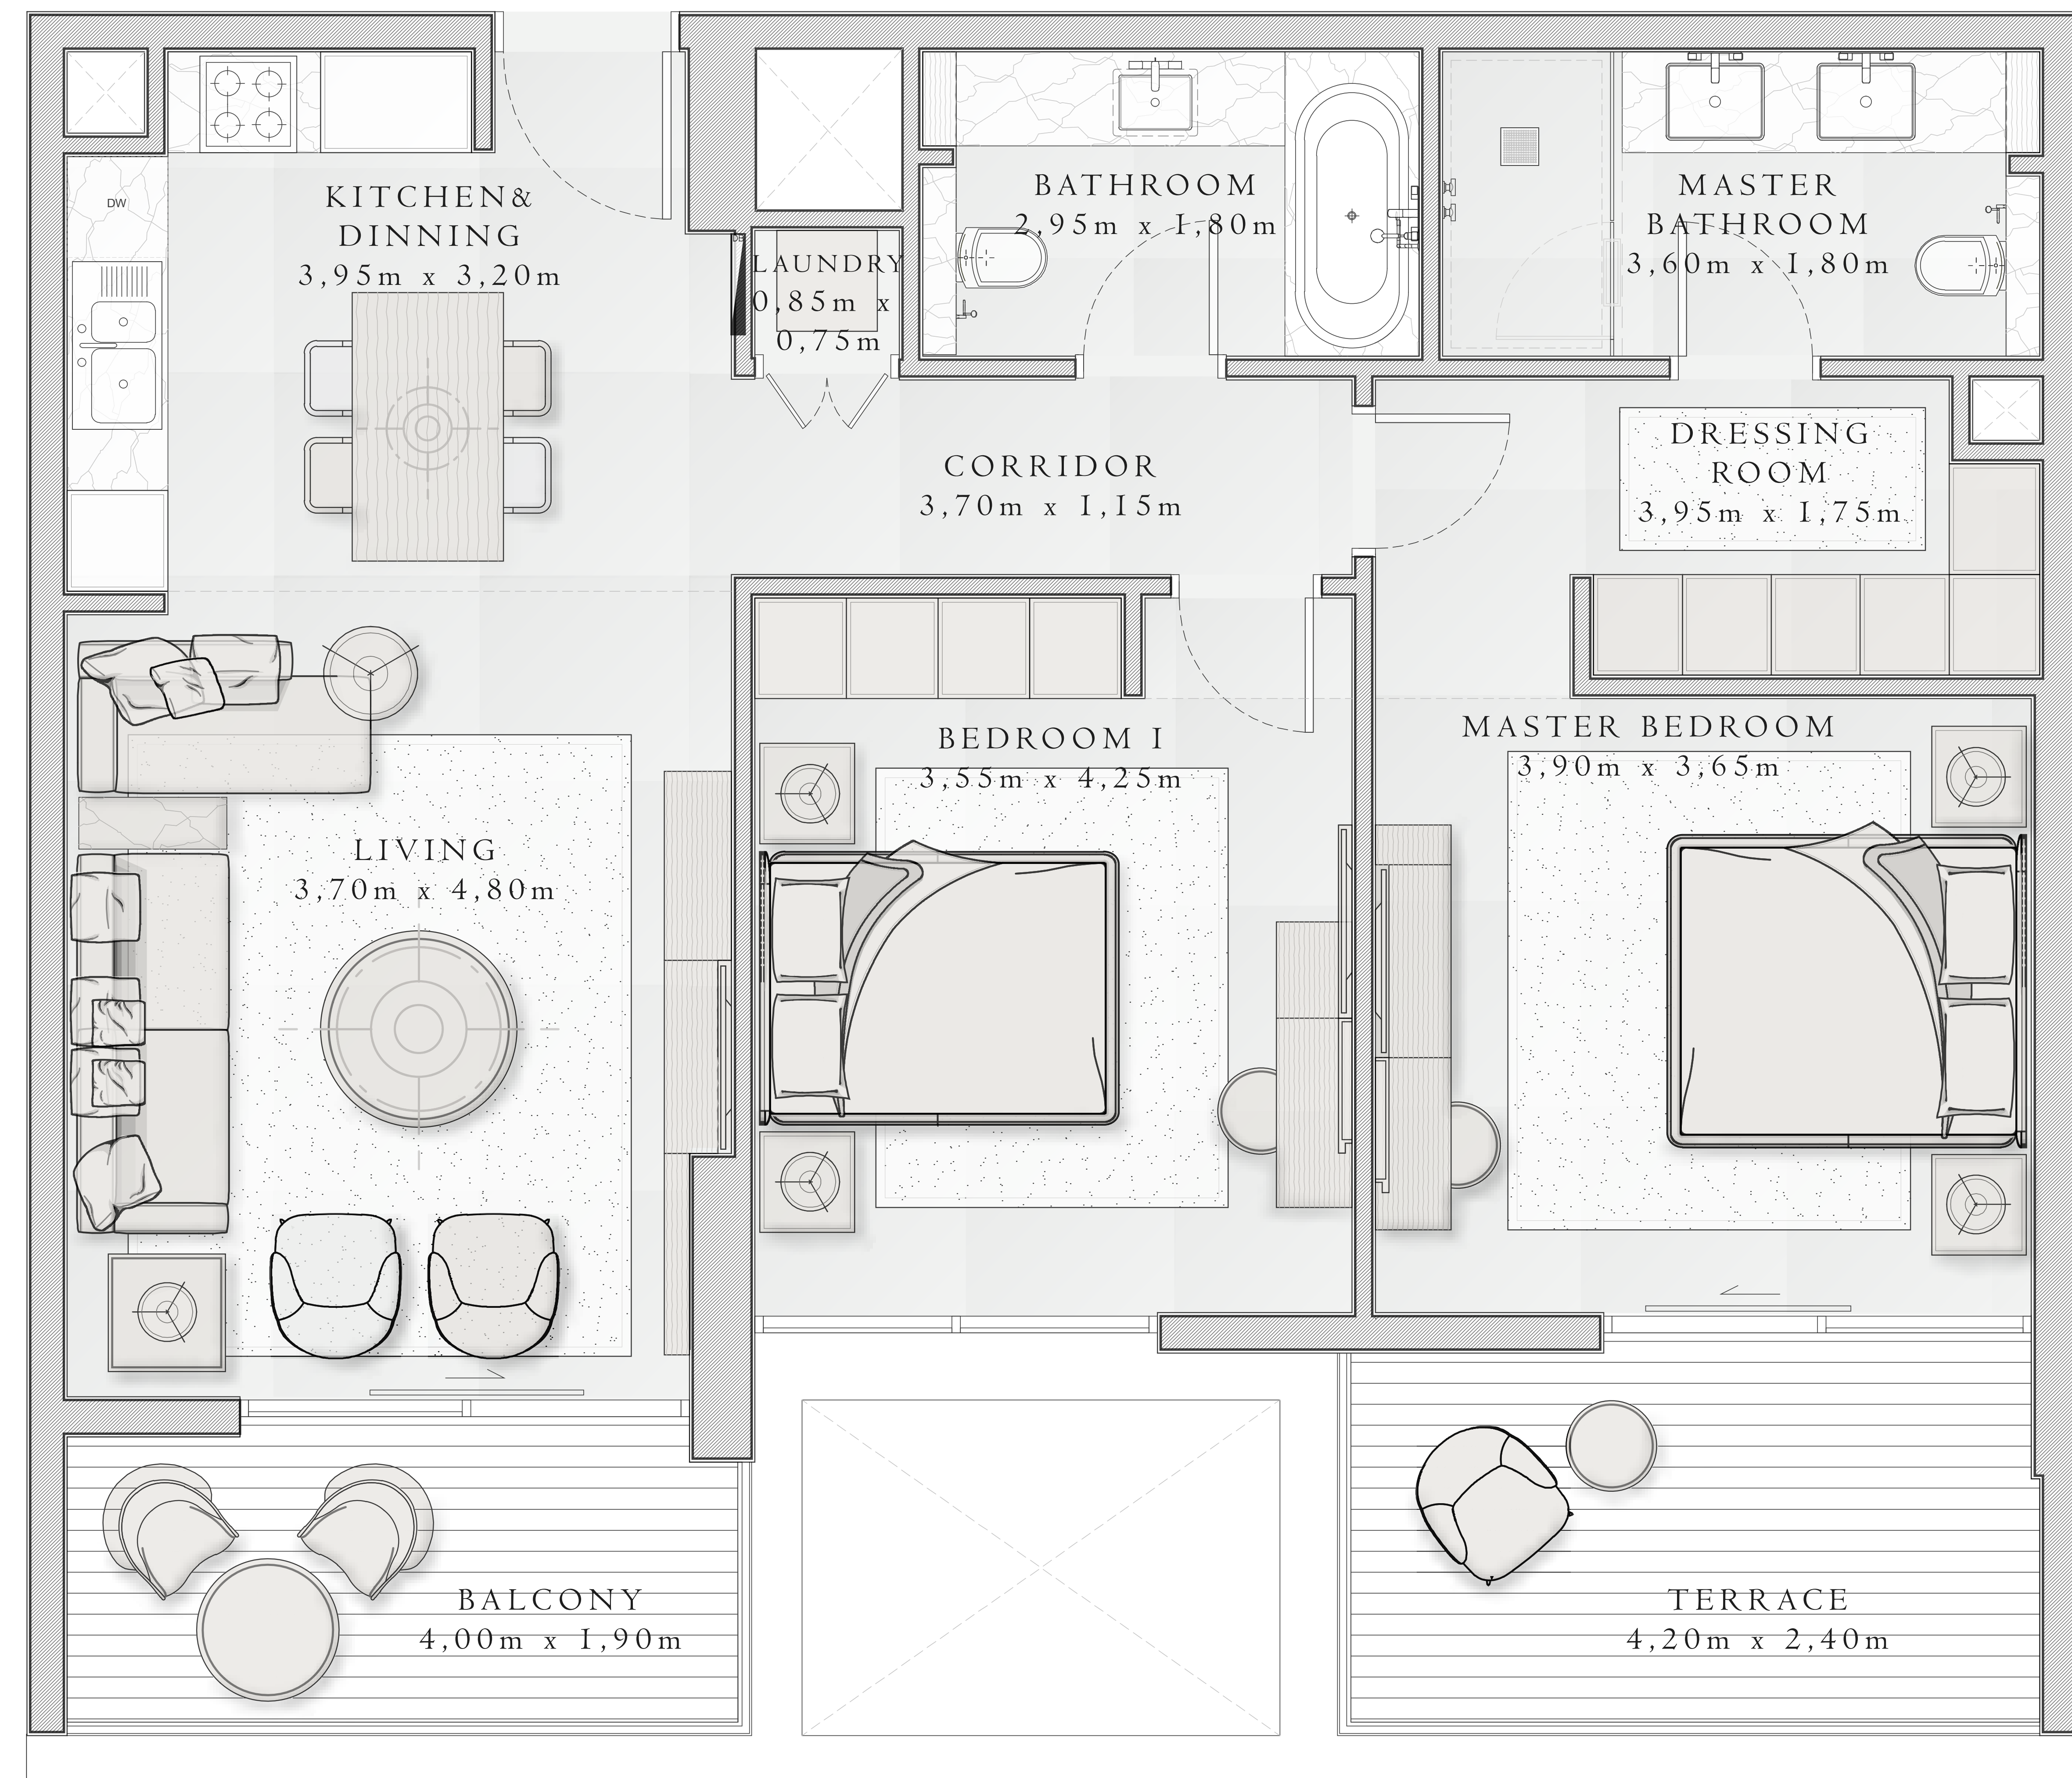 KITCHEN&
DINNING
3,95m x 3,20m
DW
LAUNDRY
0,85m x
0,75m
BATHROOM
2,95m x 1,80m
MASTER
BATHROOM
3,60m x 1,80m
CORRIDOR
3,70m x 1,15m
DRESSING
ROOM
3,95m x 1,75m
LIVING
3,70m x 4,80m
BEDROOM I
3,55m x 4,25m
MASTER BEDROOM
3,90m x 3,65m
BALCONY
4,00m x 1,90m
TERRACE
4,20m x 2,40m